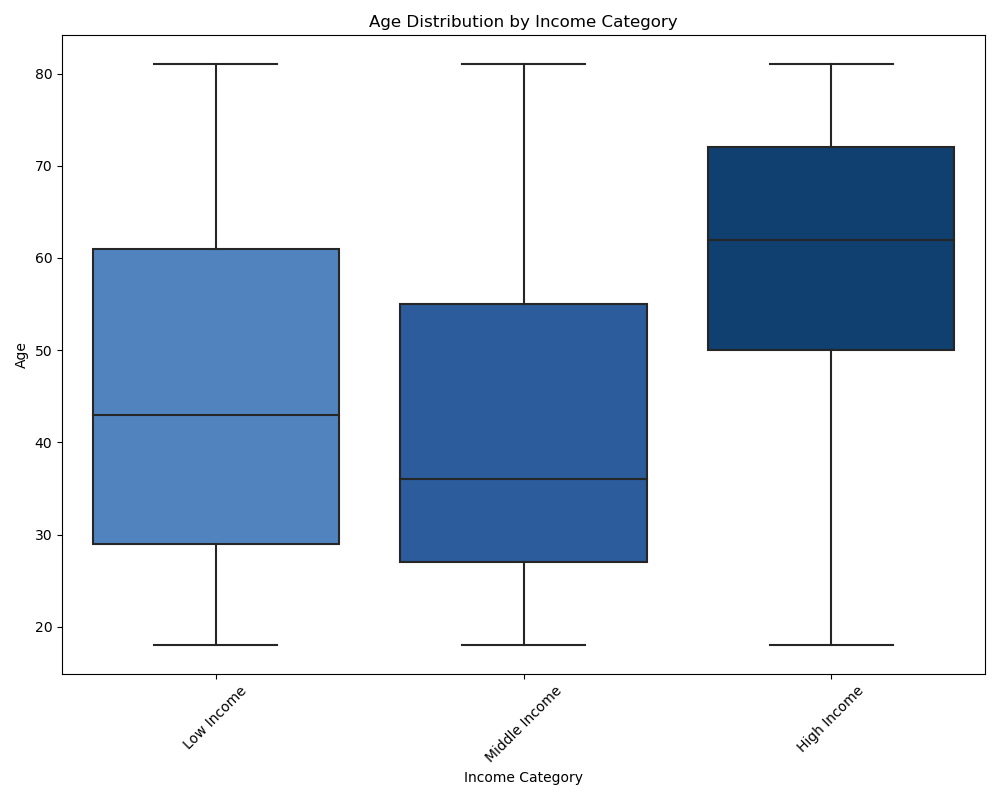 Age Distribution by Income Category
80
70
60
50
40
30
20
Age
Low Income
Middle Income
High Income
Income Category